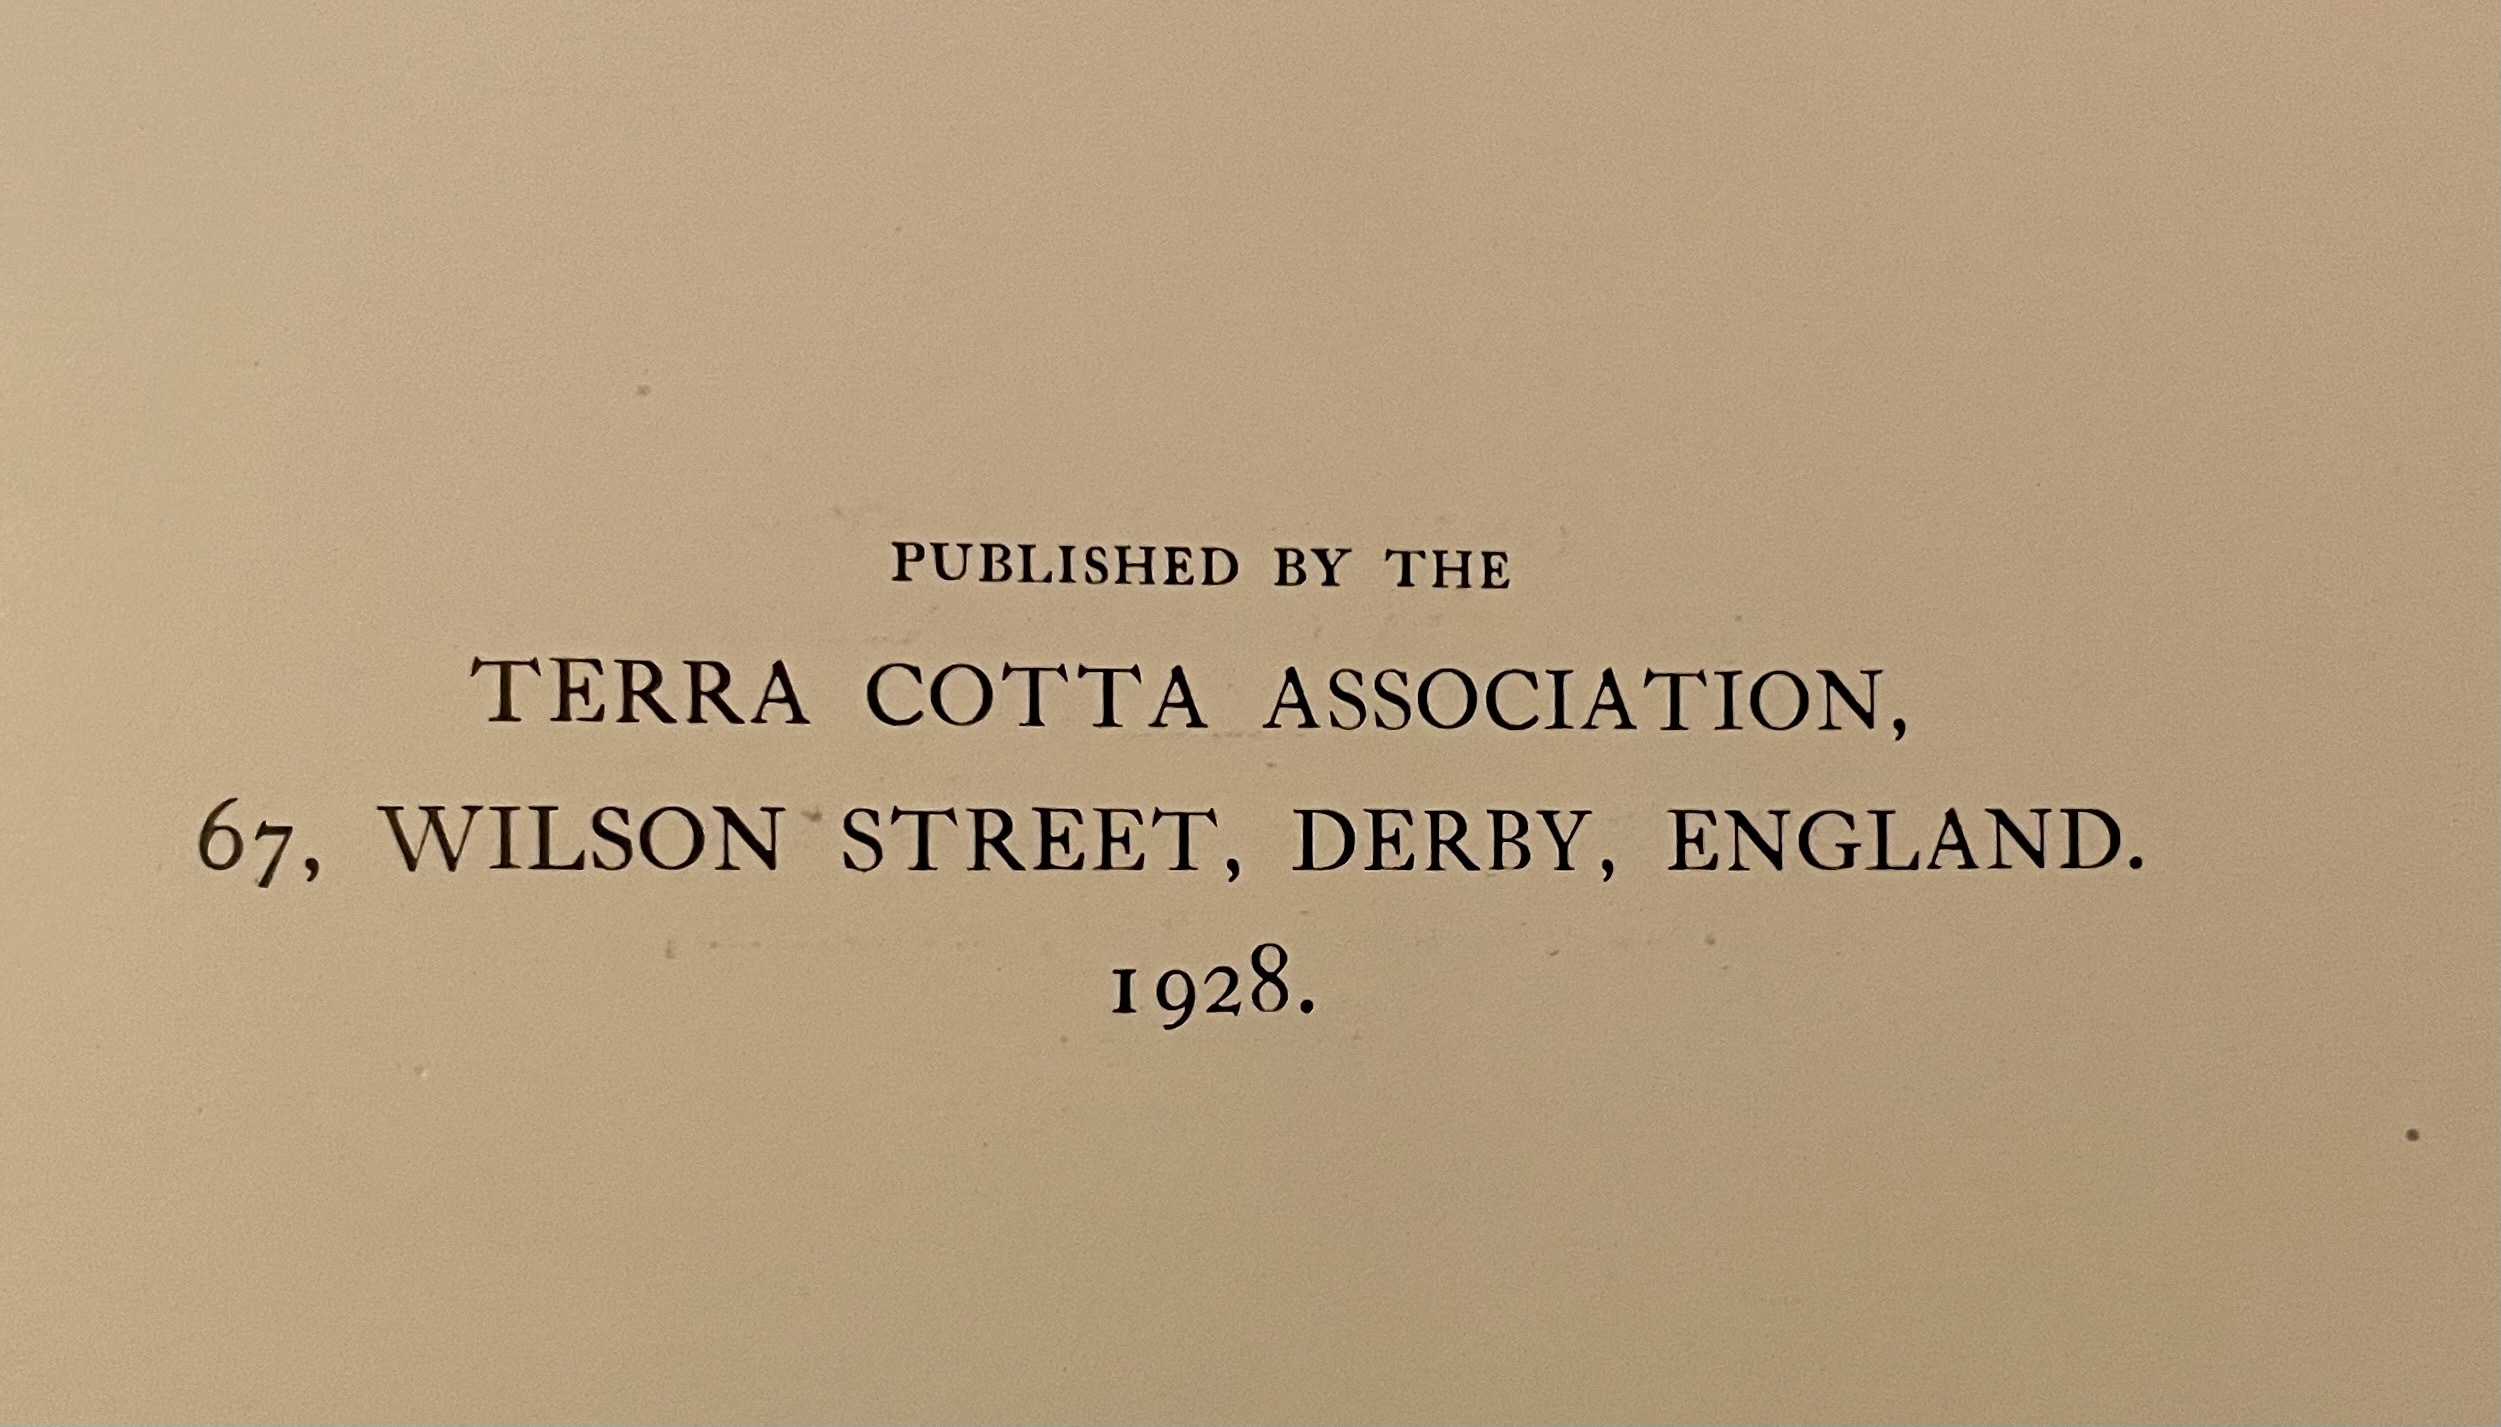 PUBLISHED BY THE
TERRA COTTA ASSOCIATION,
67, WILSON STREET, DERBY, ENGLAND.
1928.